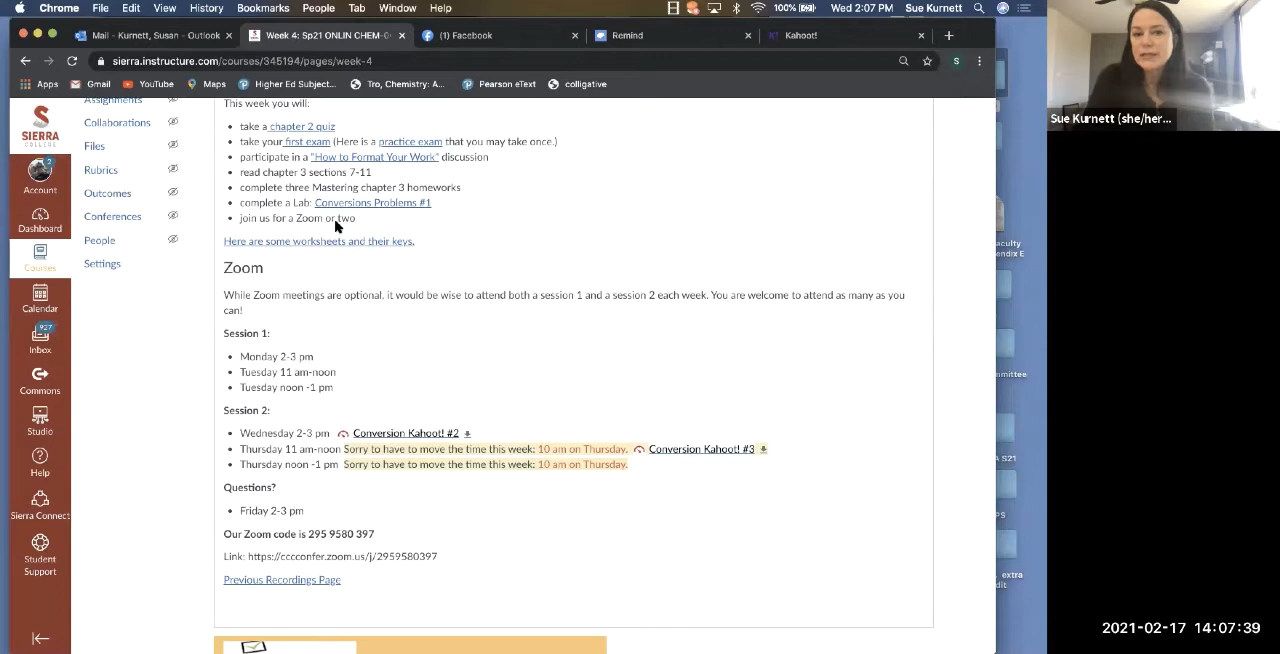 Chrome File Edit View History Bookmarks People Tab Window Help 100% Wed 2:07 PM Sue Kurnett
Mail - Kurnett, Susan - Outlook
Week 4: Sp21 ONLIN CHEM-0
(1) Facebook
Remind
Kahoot!
sierra.instructure.com/courses/345194/pages/week-4
S
Apps Gmail YouTube Maps Higher Ed Subject... Tro, Chemistry: A... Pearson eText colligative
SIERRA
COLLEGE
2
Account
Dashboard
Courses
Calendar
927
Inbox
Commons
Studio
Help
Sierra Connect
Student
Support
Assignments
Collaborations
Files
Rubrics
Outcomes
Conferences
People
Settings
This week you will:
• take a chapter 2 quiz
• take your first exam (Here is a practice exam that you may take once.)
• participate in a "How to Format Your Work" discussion
• read chapter 3 sections 7-11
• complete three Mastering chapter 3 homeworks
• complete a Lab: Conversions Problems #1
• join us for a Zoom or two
Here are some worksheets and their keys.
Zoom
While Zoom meetings are optional, it would be wise to attend both a session 1 and a session 2 each week. You are welcome to attend as many as you
can!
Session 1:
• Monday 2-3 pm
• Tuesday 11 am-noon
• Tuesday noon -1 pm
Session 2:
• Wednesday 2-3 pm Conversion Kahoot! #2
• Thursday 11 am-noon Sorry to have to move the time this week: 10 am on Thursday. Conversion Kahoot! #3
• Thursday noon -1 pm Sorry to have to move the time this week: 10 am on Thursday.
Questions?
• Friday 2-3 pm
Our Zoom code is 295 9580 397
Link: https://cccconfer.zoom.us/j/2959580397
Previous Recordings Page
aculty
endix E
mmittee
A S21
PS
extra
dit
Sue Kurnett (she/her...
2021-02-17 14:07:39